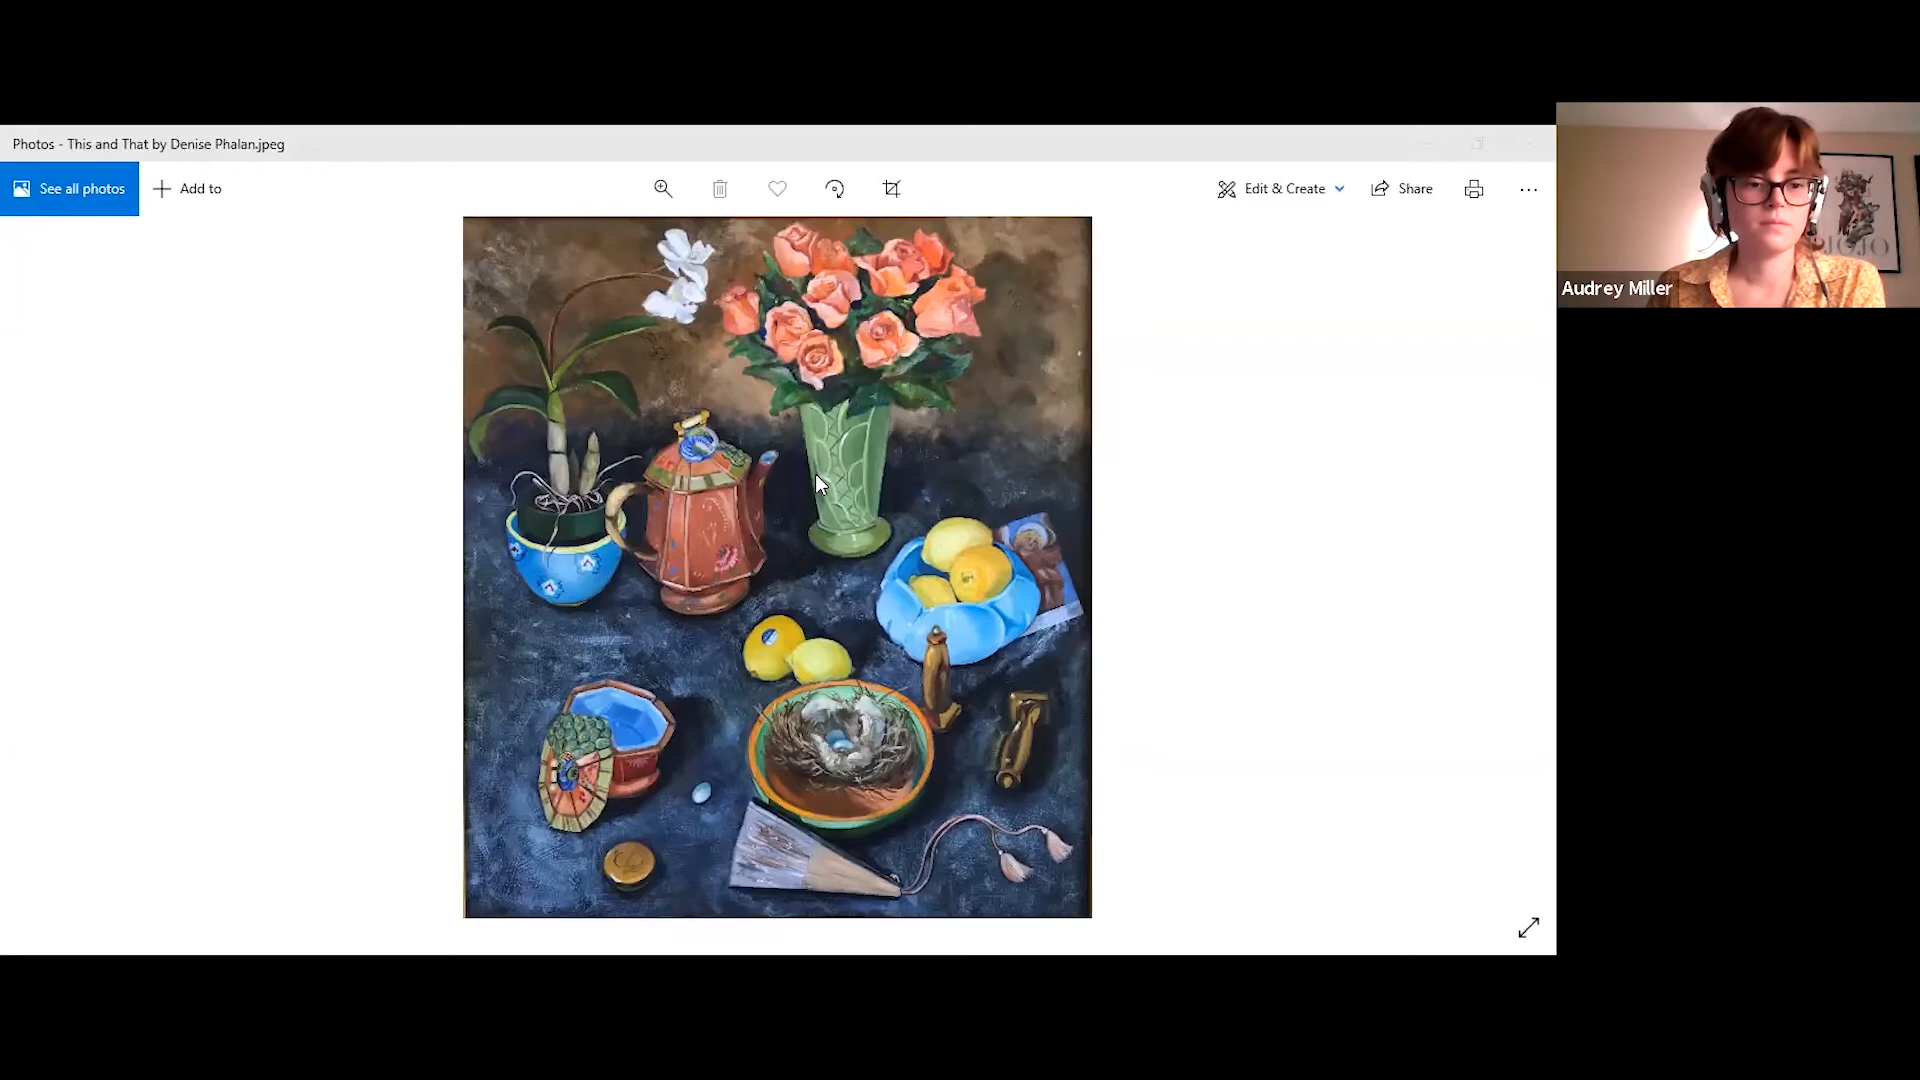 Photos - This and That by Denise Phalan.jpeg
See all photos
Add to
Edit & Create
Share
Audrey Miller